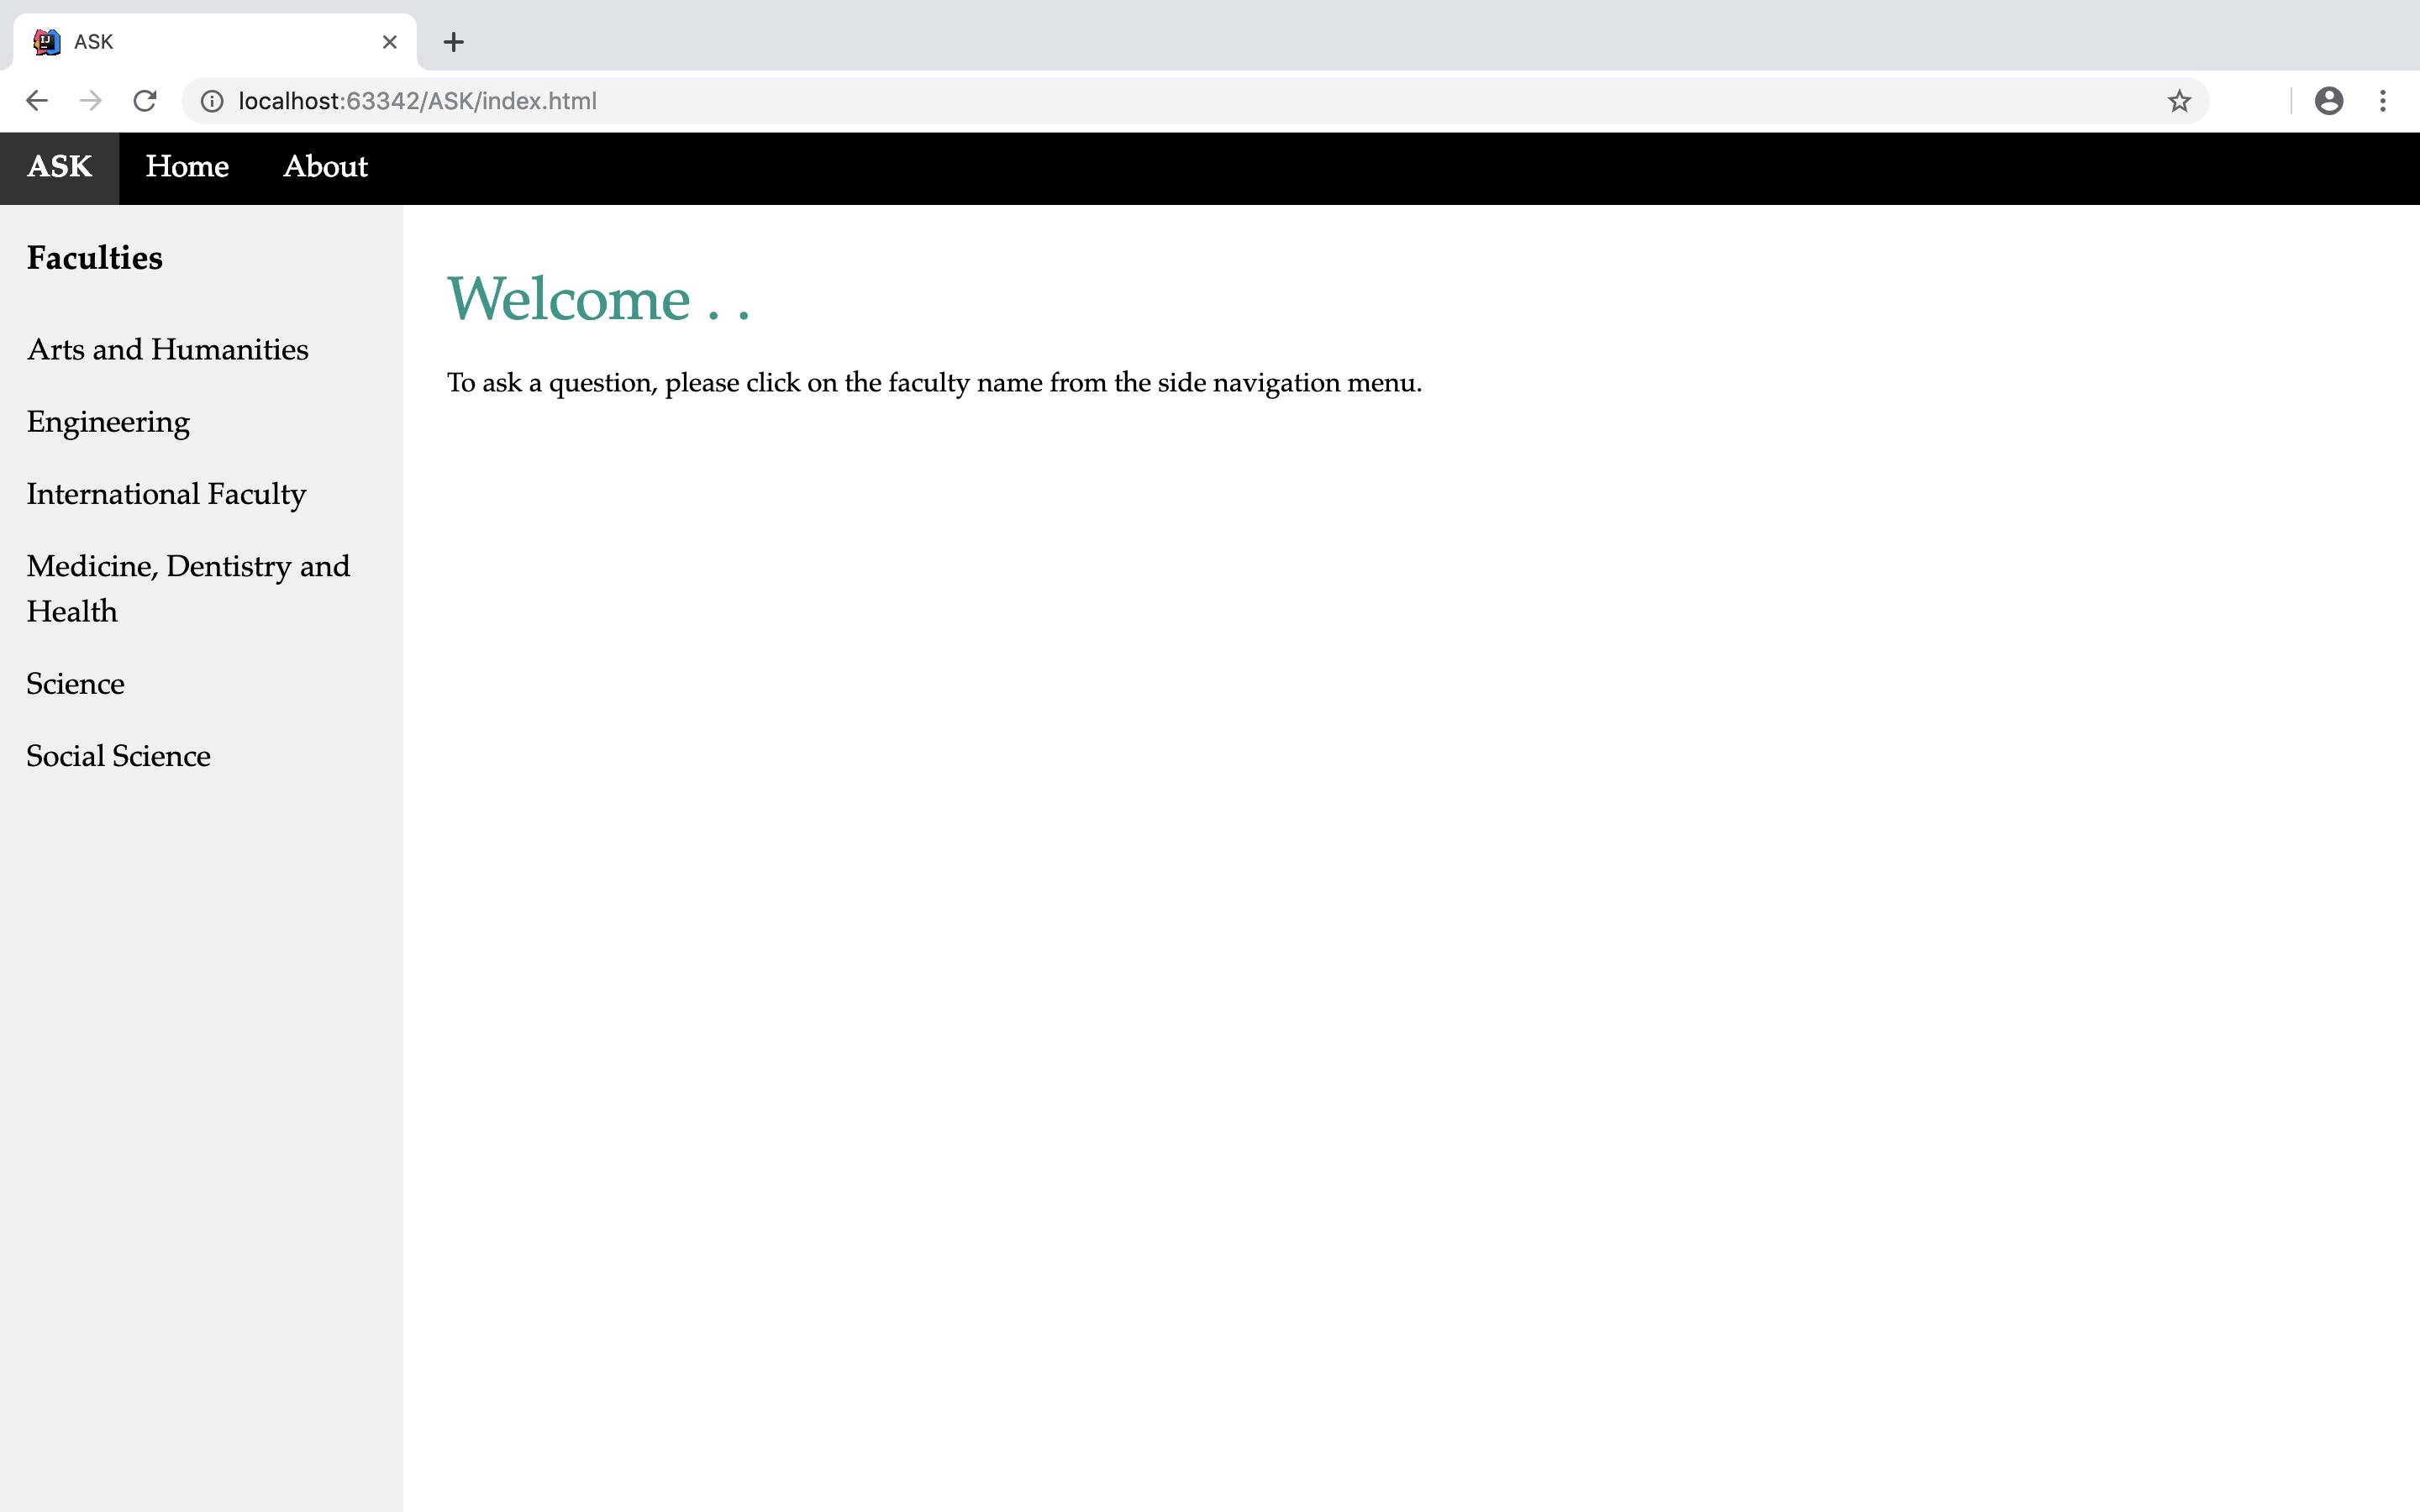 ASK
localhost:63342/ASK/index.html
ASK Home About
Faculties
Arts and Humanities
Engineering
International Faculty
Medicine, Dentistry and
Health
Science
Social Science
Welcome . .
To ask a question, please click on the faculty name from the side navigation menu.